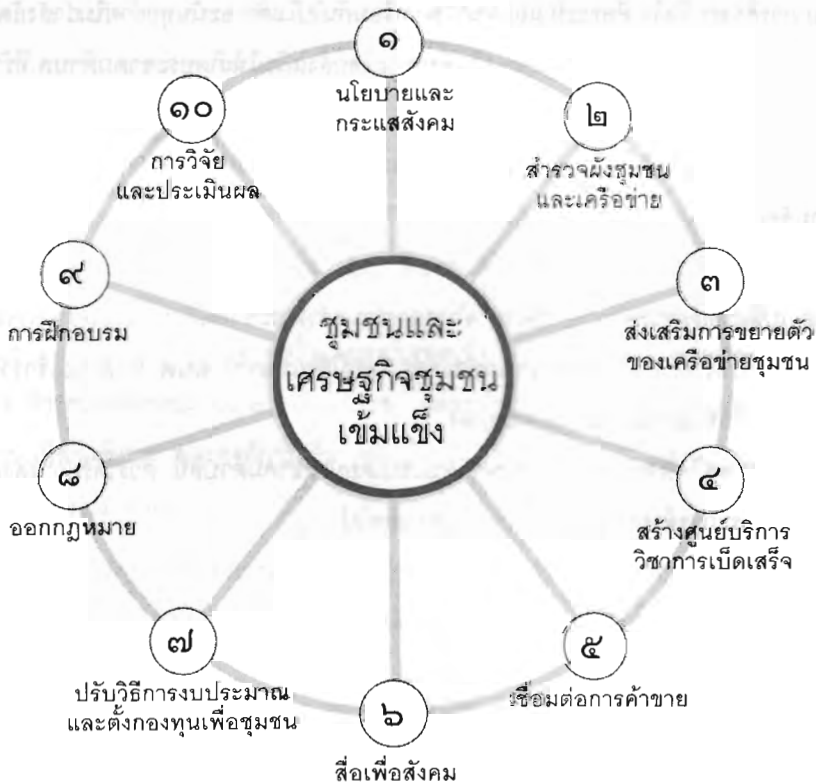 ๑
นโยบายและ
กระแสสังคม
๒
สำรวจผังชุมชน
และเครือข่าย
๓
ส่งเสริมการขยายตัว
ของเครือข่ายชุมชน
๔
สร้างศูนย์บริการ
วิชาการเบ็ดเสร็จ
๕
เชื่อมต่อการค้าขาย
๖
สื่อเพื่อสังคม
๗
ปรับวิธีการงบประมาณ
และตั้งกองทุนเพื่อชุมชน
๘
ออกกฎหมาย
๙
การฝึกอบรม
๑๐
การวิจัย
และประเมินผล
ชุมชนและ
เศรษฐกิจชุมชน
เข้มแข็ง